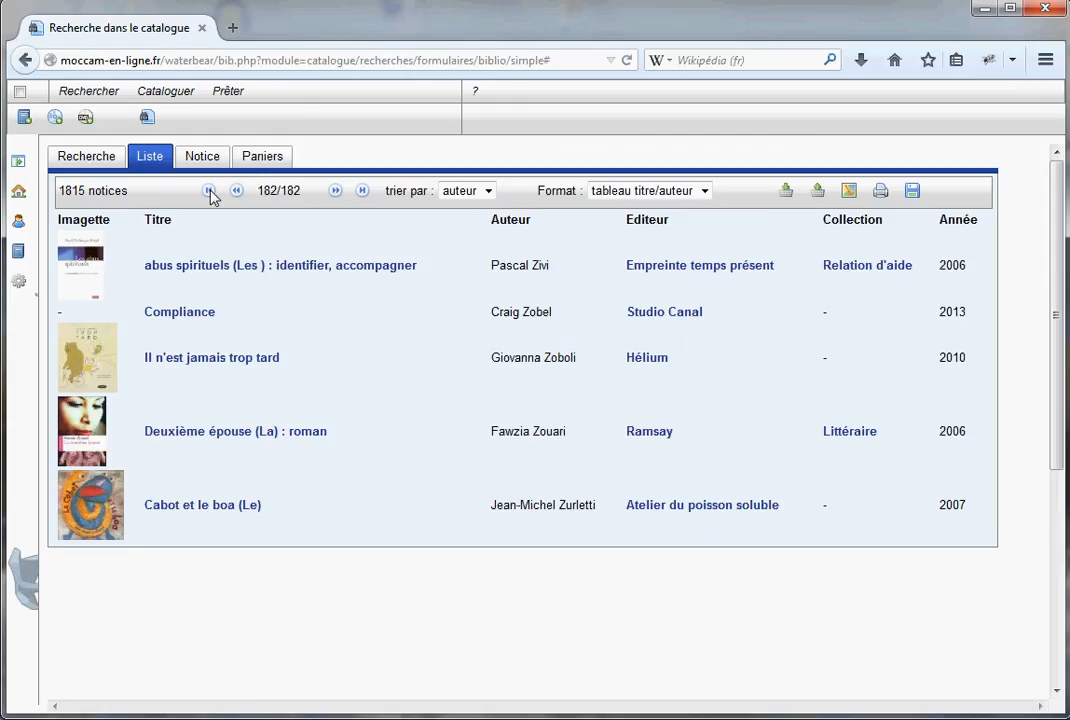 Recherche dans le catalogue
moccam-en-ligne.fr/waterbear/bib.php?module=catalogue/recherches/formulaires/biblio/simple#
W Wikipédia (fr)
Rechercher Cataloguer Prêter ?
Recherche Liste Notice Paniers
1815 notices 182/182 trier par : auteur Format : tableau titre/auteur
Imagette Titre Auteur Editeur Collection Année
abus spirituels (Les ) : identifier, accompagner Pascal Zivi Empreinte temps présent Relation d'aide 2006
- Compliance Craig Zobel Studio Canal - 2013
Il n'est jamais trop tard Giovanna Zoboli Hélium - 2010
Deuxième épouse (La) : roman Fawzia Zouari Ramsay Littéraire 2006
Cabot et le boa (Le) Jean-Michel Zurletti Atelier du poisson soluble - 2007